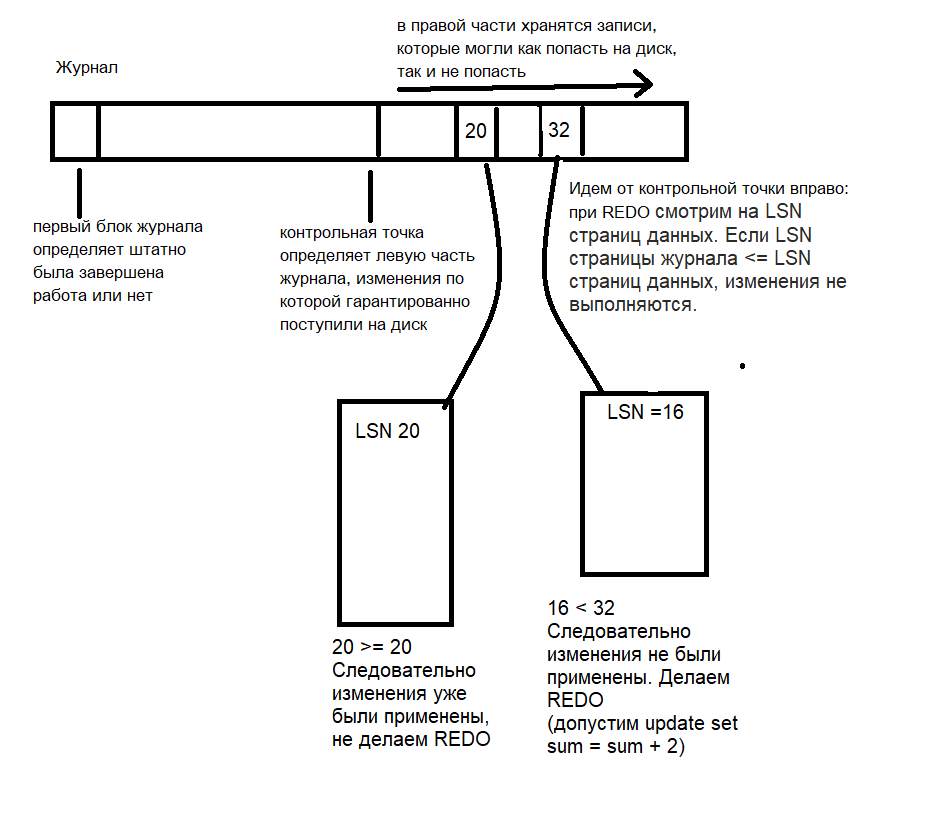 в правой части хранятся записи,
которые могли как попасть на диск,
так и не попасть
Журнал
20
32
первый блок журнала
определяет штатно
была завершена
работа или нет
контрольная точка
определяет левую часть
журнала, изменения по
которой гарантированно
поступили на диск
Идем от контрольной точки вправо:
при REDO смотрим на LSN
страниц данных. Если LSN
страницы журнала <= LSN
страниц данных, изменения не
выполняются.
LSN 20
LSN =16
20 >= 20
Следовательно
изменения уже
были применены,
не делаем REDO
16 < 32
Следовательно
изменения не были
применены. Делаем
REDO
(допустим update set
sum = sum + 2)